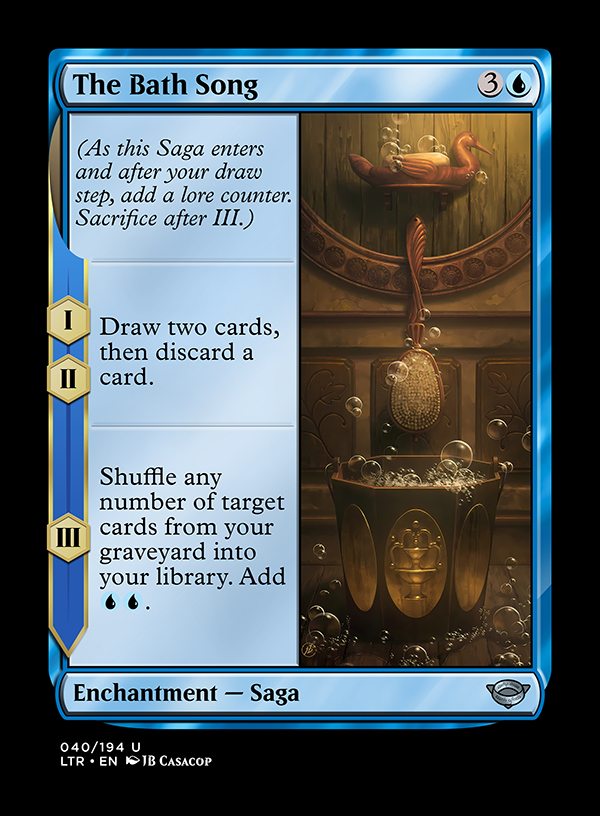 The Bath Song 3
(As this Saga enters
and after your draw
step, add a lore counter.
Sacrifice after III.)
I
II
Draw two cards,
then discard a
card.
III
Shuffle any
number of target
cards from your
graveyard into
your library. Add
.
Enchantment — Saga
040/194 U
LTR • EN JB Casacop